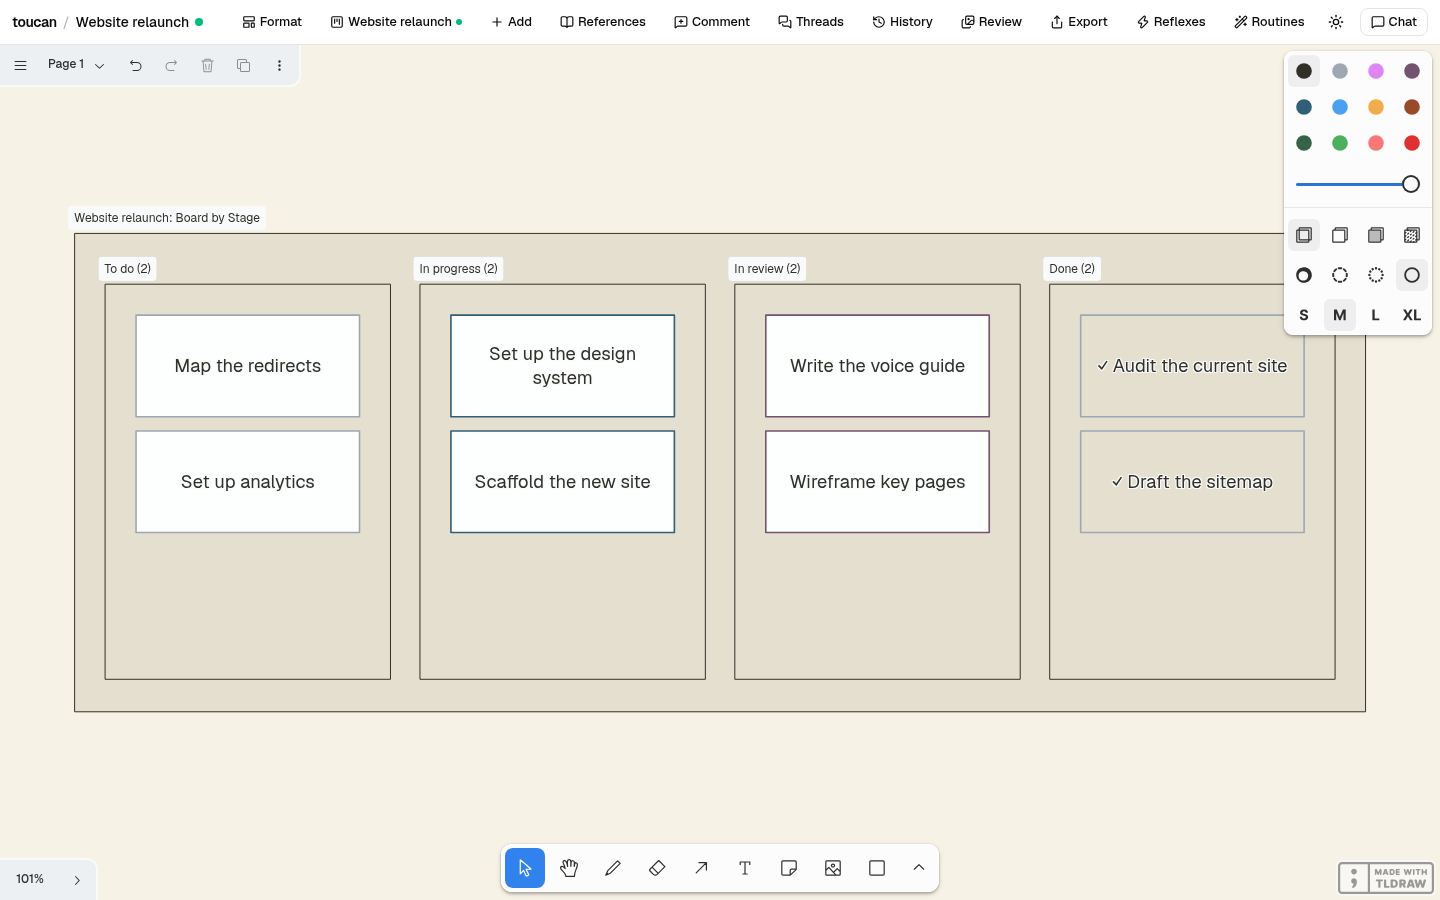 toucan / Website relaunch
Format
Website relaunch
Add
References
Comment
Threads
History
Review
Export
Reflexes
Routines
Chat
Page 1
Website relaunch: Board by Stage
To do (2)
In progress (2)
In review (2)
Done (2)
Map the redirects
Set up the design
system
Write the voice guide
✓ Audit the current site
Set up analytics
Scaffold the new site
Wireframe key pages
✓ Draft the sitemap
S
M
L
XL
101%
MADE WITH
TLDRAW